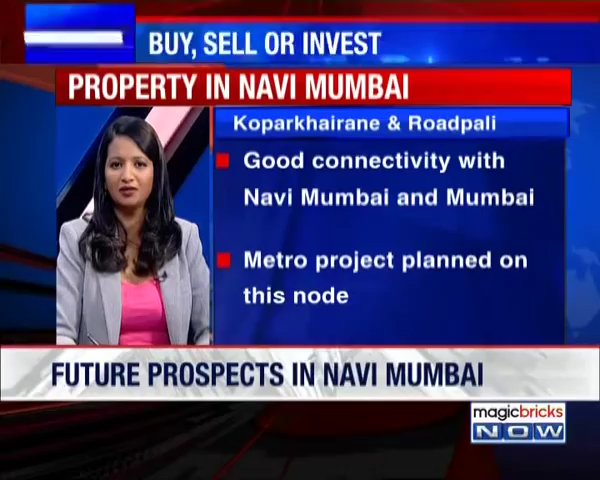 BUY, SELL OR INVEST
PROPERTY IN NAVI MUMBAI
Koparkhairane & Roadpali
Good connectivity with
Navi Mumbai and Mumbai
Metro project planned on
this node
FUTURE PROSPECTS IN NAVI MUMBAI
magicbricks
NOW